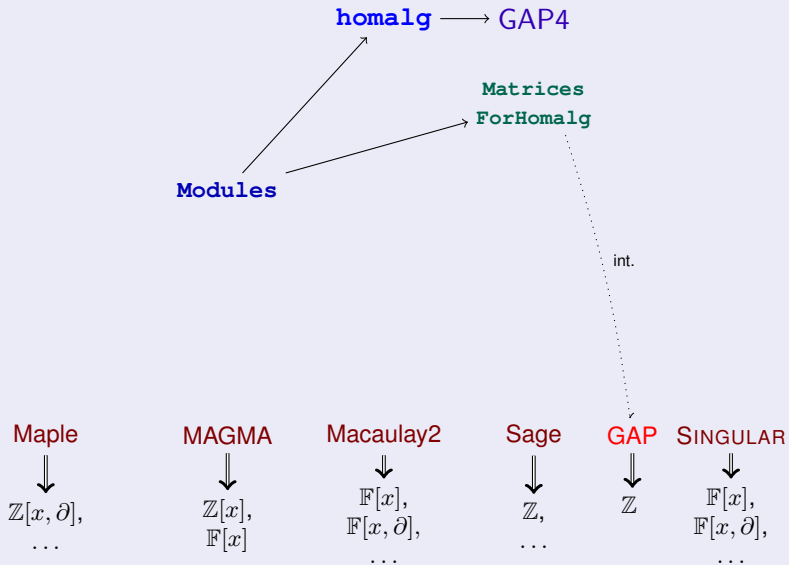 homalg
GAP4
Matrices
ForHomalg
Modules
int.
Maple
MAGMA
Macaulay2
Sage
GAP
SINGULAR
ℤ[x, ∂],
...
ℤ[x],
𝔽[x]
𝔽[x],
𝔽[x, ∂],
...
ℤ,
...
ℤ
𝔽[x],
𝔽[x, ∂],
...